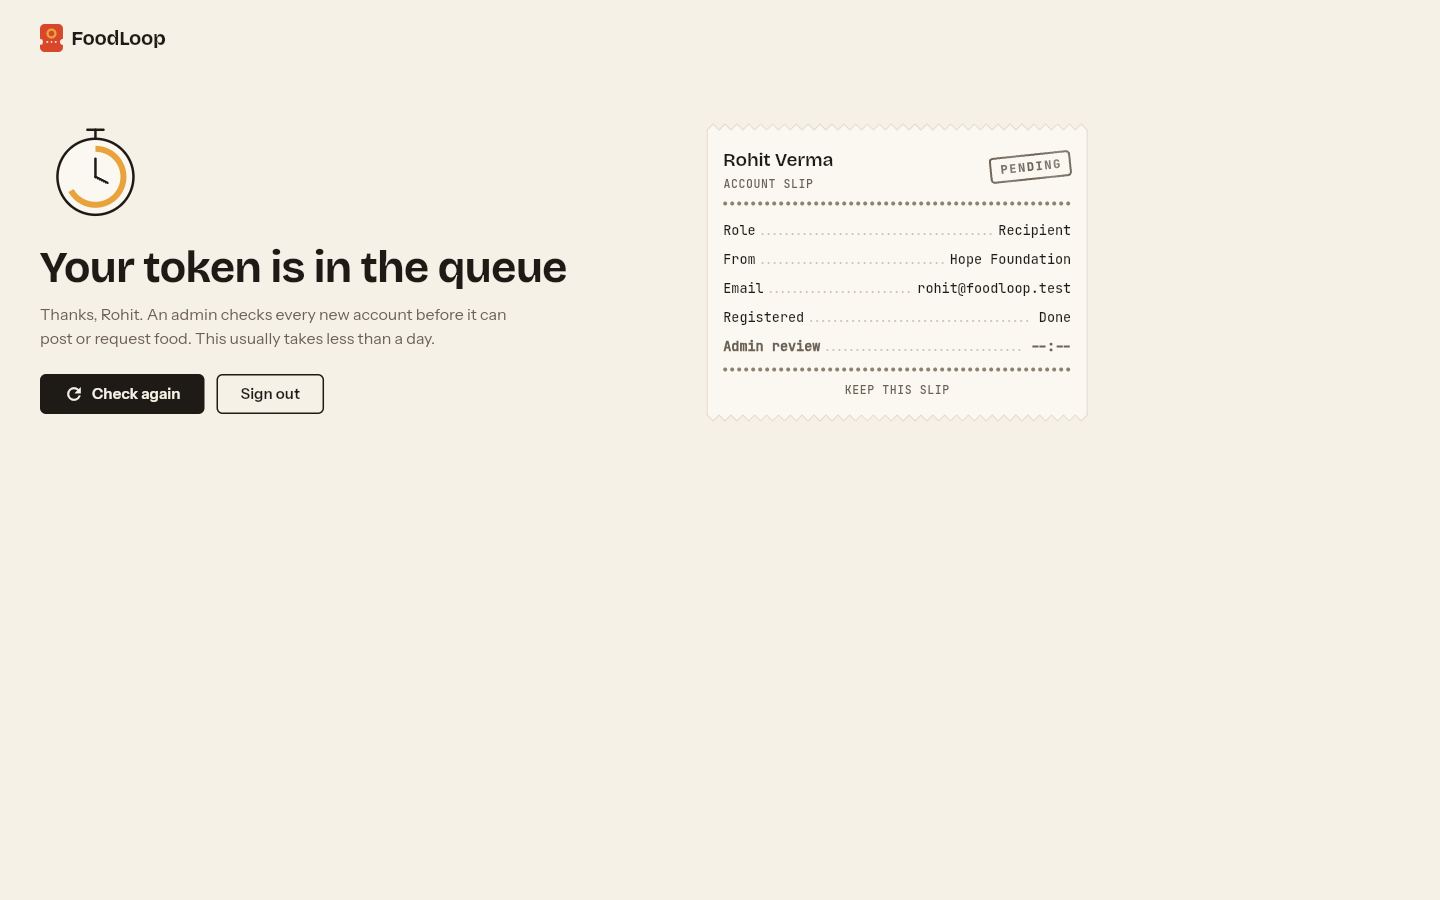 FoodLoop
Your token is in the queue
Thanks, Rohit. An admin checks every new account before it can
post or request food. This usually takes less than a day.
Check again
Sign out
Rohit Verma
ACCOUNT SLIP
PENDING
Role Recipient
From Hope Foundation
Email rohit@foodloop.test
Registered Done
Admin review --:--
KEEP THIS SLIP